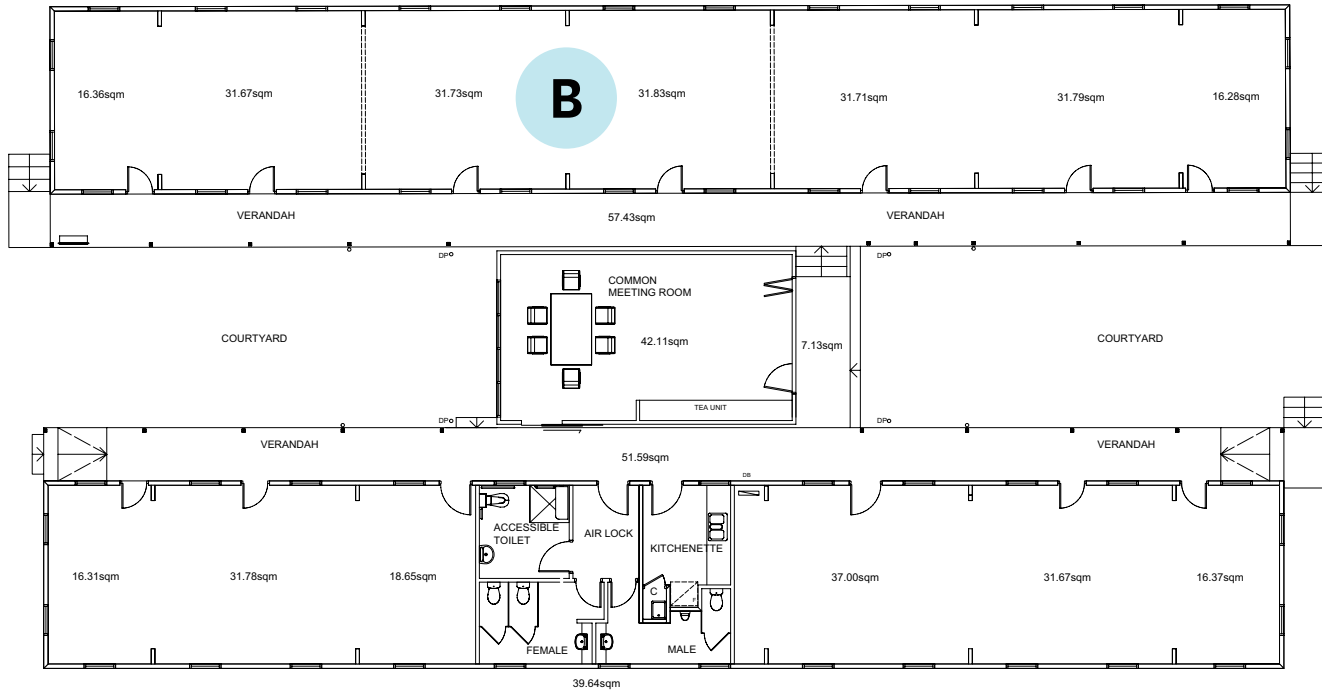 B
16.36sqm
31.67sqm
31.73sqm
31.83sqm
31.71sqm
31.79sqm
16.28sqm
VERANDAH
57.43sqm
VERANDAH
DP
DP
COMMON
MEETING ROOM
COURTYARD
42.11sqm
7.13sqm
COURTYARD
TEA UNIT
DP
DP
VERANDAH
51.59sqm
VERANDAH
DB
ACCESSIBLE
TOILET
AIR LOCK
KITCHENETTE
16.31sqm
31.78sqm
18.65sqm
37.00sqm
31.67sqm
16.37sqm
C
F
FEMALE
MALE
39.64sqm